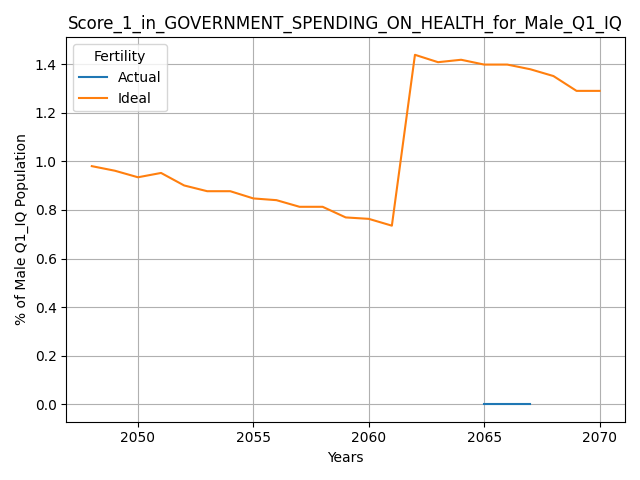 Score_1_in_GOVERNMENT_SPENDING_ON_HEALTH_for_Male_Q1_IQ
Fertility
Actual
Ideal
% of Male Q1_IQ Population
1.4
1.2
1.0
0.8
0.6
0.4
0.2
0.0
2050 2055 2060 2065 2070
Years